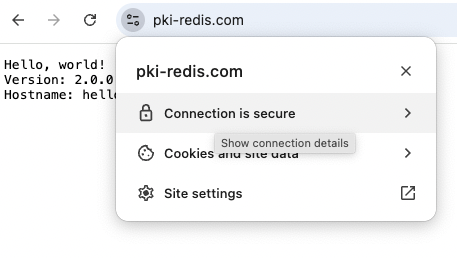 pki-redis.com
Hello, world!
Version: 2.0.0
Hostname:
pki-redis.com
Connection is secure
Show connection details
Cookies and site data
Site settings